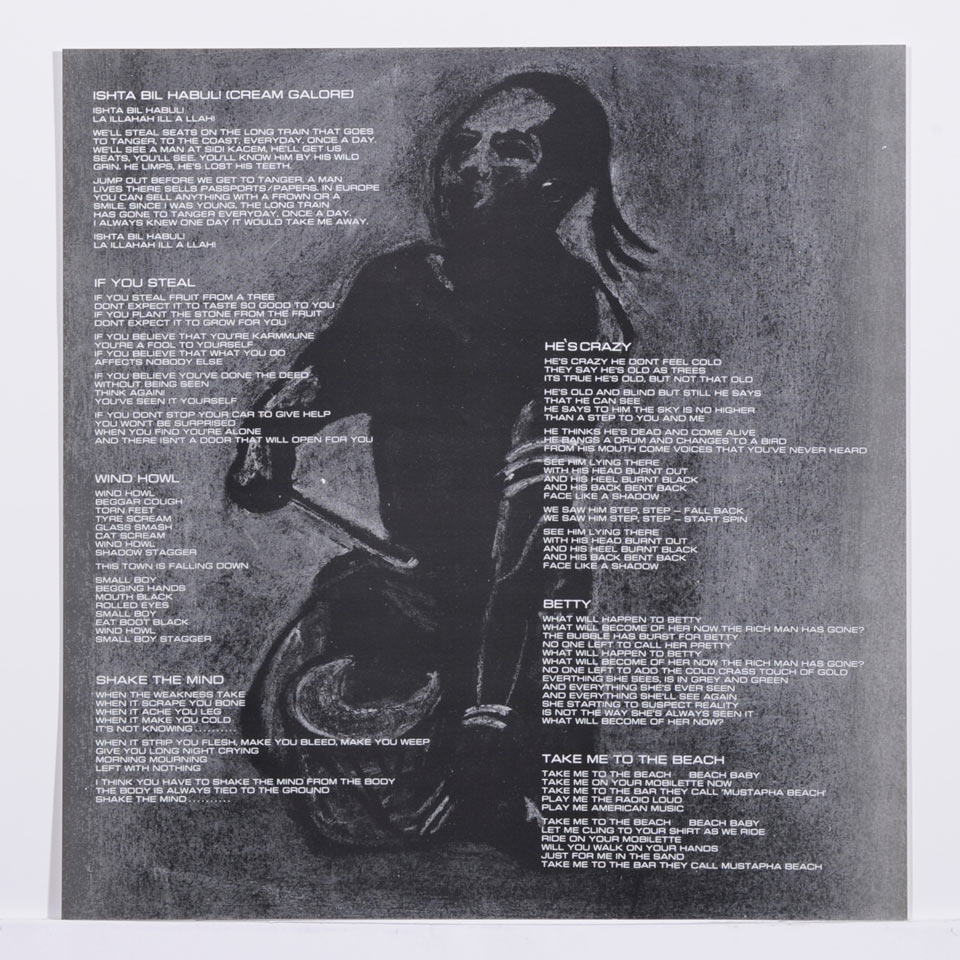 ISHTA BIL HABUL! (CREAM GALORE)
ISHTA BIL HABUL!
LA ILLAHAH ILL A LLAH!
WE'LL STEAL SEATS ON THE LONG TRAIN THAT GOES
TO TANGER, TO THE COAST, EVERYDAY, ONCE A DAY.
WE'LL SEE A MAN AT SIDI KACEM, HE'LL GET US
SEATS, YOU'LL SEE, YOU'LL KNOW HIM BY HIS WILD
GRIN. HE LIMPS, HE'S LOST HIS TEETH.
JUMP OUT BEFORE WE GET TO TANGER, A MAN
LIVES THERE SELLS PASSPORTS/PAPERS, IN EUROPE
YOU CAN SELL ANYTHING WITH A FROWN OR A
SMILE, SINCE I WAS YOUNG, THE LONG TRAIN
HAS GONE TO TANGER EVERYDAY, ONCE A DAY.
I ALWAYS KNEW ONE DAY IT WOULD TAKE ME AWAY.
ISHTA BIL HABUL!
LA ILLAHAH ILL A LLAH!
IF YOU STEAL
IF YOU STEAL FRUIT FROM A TREE
DONT EXPECT IT TO TASTE SO GOOD TO YOU
IF YOU PLANT THE STONE FROM THE FRUIT
DONT EXPECT IT TO GROW FOR YOU
IF YOU BELIEVE THAT YOU'RE KARMMUNE
YOU'RE A FOOL TO YOURSELF
IF YOU BELIEVE THAT WHAT YOU DO
AFFECTS NOBODY ELSE
IF YOU BELIEVE YOU'VE DONE THE DEED
WITHOUT BEING SEEN
THINK AGAIN!
YOU'VE SEEN IT YOURSELF
IF YOU DONT STOP YOUR CAR TO GIVE HELP
YOU WON'T BE SURPRISED
WHEN YOU FIND YOU'RE ALONE
AND THERE ISN'T A DOOR THAT WILL OPEN FOR YOU
WIND HOWL
WIND HOWL
BEGGAR COUGH
TORN FEET
TYRE SCREAM
GLASS SMASH
CAT SCREAM
WIND HOWL
SHADOW STAGGER
THIS TOWN IS FALLING DOWN
SMALL BOY
BEGGING HANDS
MOUTH BLACK
ROLLED EYES
SMALL BOY
EAT BOOT BLACK
WIND HOWL
SMALL BOY STAGGER
SHAKE THE MIND
WHEN THE WEAKNESS TAKE
WHEN IT SCRAPE YOU BONE
WHEN IT ACHE YOU LEG
WHEN IT MAKE YOU COLD
IT'S NOT KNOWING .........
WHEN IT STRIP YOU FLESH, MAKE YOU BLEED, MAKE YOU WEEP
GIVE YOU LONG NIGHT CRYING
MORNING MOURNING
LEFT WITH NOTHING
I THINK YOU HAVE TO SHAKE THE MIND FROM THE BODY
THE BODY IS ALWAYS TIED TO THE GROUND
SHAKE THE MIND ..........
HE'S CRAZY
HE'S CRAZY HE DONT FEEL COLD
THEY SAY HE'S OLD AS TREES
ITS TRUE HE'S OLD, BUT NOT THAT OLD
HE'S OLD AND BLIND BUT STILL HE SAYS
THAT HE CAN SEE
HE SAYS TO HIM THE SKY IS NO HIGHER
THAN A STEP TO YOU AND ME
HE THINKS HE'S DEAD AND COME ALIVE
HE BANGS A DRUM AND CHANGES TO A BIRD
FROM HIS MOUTH COME VOICES THAT YOU'VE NEVER HEARD
SEE HIM LYING THERE
WITH HIS HEAD BURNT OUT
AND HIS HEEL BURNT BLACK
AND HIS BACK BENT BACK
FACE LIKE A SHADOW
WE SAW HIM STEP, STEP – FALL BACK
WE SAW HIM STEP, STEP – START SPIN
SEE HIM LYING THERE
WITH HIS HEAD BURNT OUT
AND HIS HEEL BURNT BLACK
AND HIS BACK BENT BACK
FACE LIKE A SHADOW
BETTY
WHAT WILL HAPPEN TO BETTY
WHAT WILL BECOME OF HER NOW THE RICH MAN HAS GONE?
THE BUBBLE HAS BURST FOR BETTY
NO ONE LEFT TO CALL HER PRETTY
WHAT WILL HAPPEN TO BETTY
WHAT WILL BECOME OF HER NOW THE RICH MAN HAS GONE?
NO ONE LEFT TO ADD THE COLD CRASS TOUCH OF GOLD
EVERTHING SHE SEES, IS IN GREY AND GREEN
AND EVERYTHING SHE'S EVER SEEN
AND EVERYTHING SHE'LL SEE AGAIN
SHE STARTING TO SUSPECT REALITY
IS NOT THE WAY SHE'S ALWAYS SEEN IT
WHAT WILL BECOME OF HER NOW?
TAKE ME TO THE BEACH
TAKE ME TO THE BEACH BEACH BABY
TAKE ME ON YOUR MOBILETTE NOW
TAKE ME TO THE BAR THEY CALL 'MUSTAPHA BEACH'
PLAY ME THE RADIO LOUD
PLAY ME AMERICAN MUSIC
TAKE ME TO THE BEACH BEACH BABY
LET ME CLING TO YOUR SHIRT AS WE RIDE
RIDE ON YOUR MOBILETTE
WILL YOU WALK ON YOUR HANDS
JUST FOR ME IN THE SAND
TAKE ME TO THE BAR THEY CALL MUSTAPHA BEACH